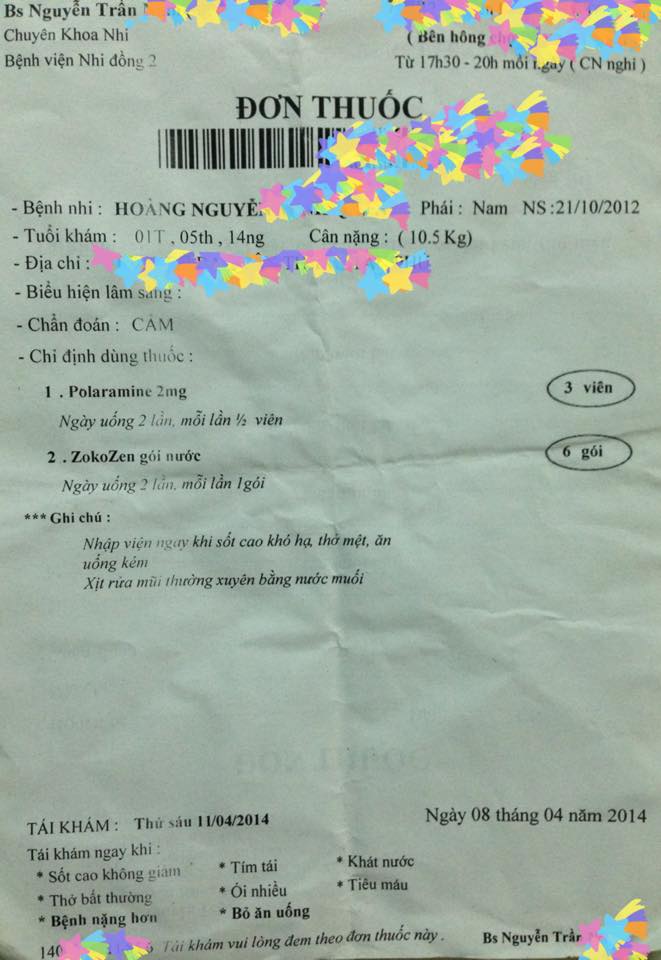 Bs Nguyễn Trần
Chuyên Khoa Nhi
( Bên hông
Bệnh viện Nhi đồng 2
Từ 17h30 - 20h mỗi ngày ( CN nghỉ )
ĐƠN THUỐC
- Bệnh nhi : HOÀNG NGUYỄ Phái : Nam NS :21/10/2012
- Tuổi khám : 01T , 05th , 14ng Cân nặng : ( 10.5 Kg)
- Địa chỉ :
- Biểu hiện lâm sàng :
- Chẩn đoán : CẢM
- Chỉ định dùng thuốc :
1 . Polaramine 2mg 3 viên
Ngày uống 2 lần, mỗi lần ½ viên
2 . ZokoZen gói nước 6 gói
Ngày uống 2 lần, mỗi lần 1gói
*** Ghi chú :
Nhập viện ngay khi sốt cao khó hạ, thở mệt, ăn
uống kém
Xịt rửa mũi thường xuyên bằng nước muối
TÁI KHÁM : Thứ sáu 11/04/2014 Ngày 08 tháng 04 năm 2014
Tái khám ngay khi :
* Sốt cao không giảm * Tím tái * Khát nước
* Thở bất thường * Ói nhiều * Tiêu máu
* Bệnh nặng hơn * Bỏ ăn uống
140 Tái khám vui lòng đem theo đơn thuốc này . Bs Nguyễn Trần